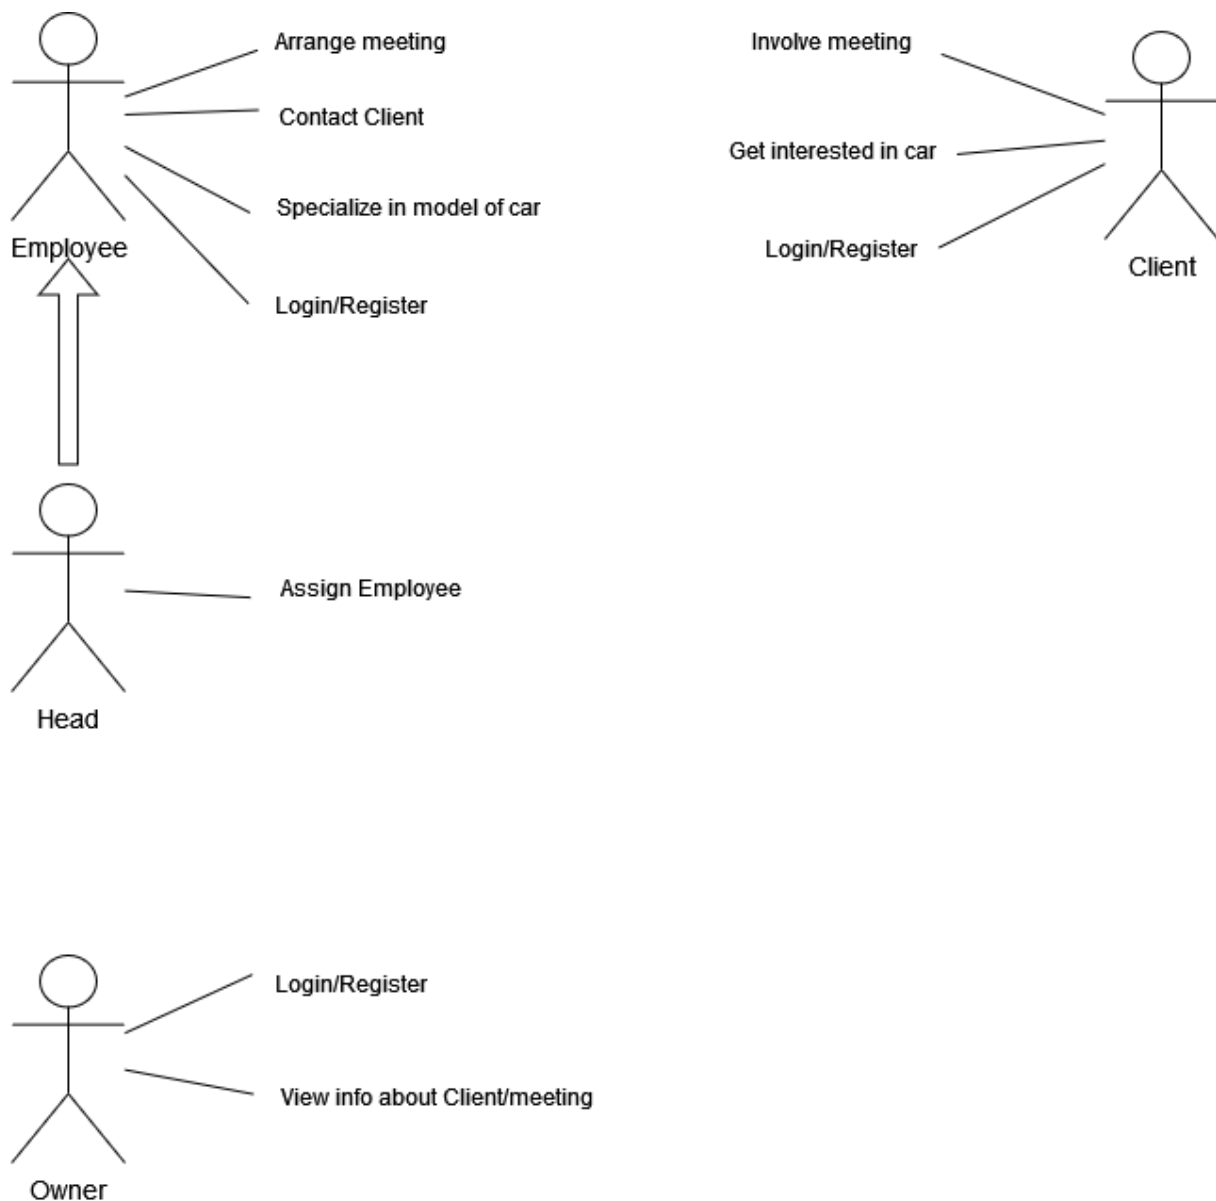 Arrange meeting
Involve meeting
Contact Client
Get interested in car
Specialize in model of car
Employee
Login/Register
Client
Login/Register
Assign Employee
Head
Login/Register
View info about Client/meeting
Owner